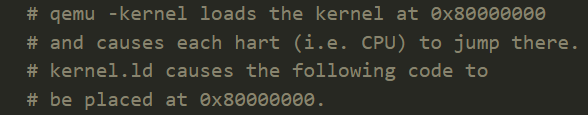 # qemu -kernel loads the kernel at 0x80000000
# and causes each hart (i.e. CPU) to jump there.
# kernel.ld causes the following code to
# be placed at 0x80000000.